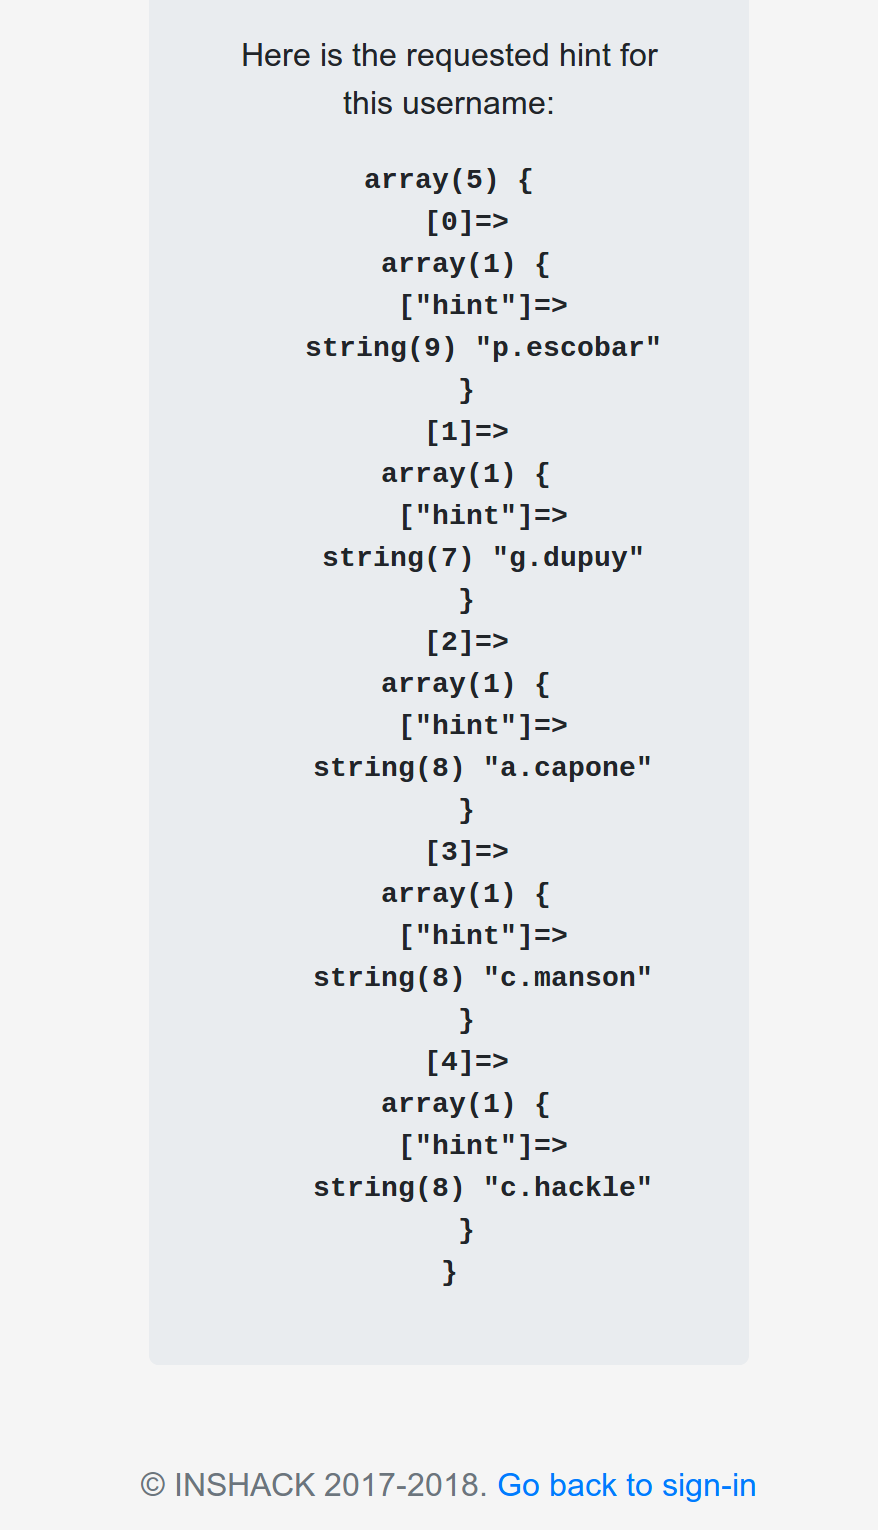 Here is the requested hint for
this username:
array(5) {
[0]=>
array(1) {
["hint"]=>
string(9) "p.escobar"
}
[1]=>
array(1) {
["hint"]=>
string(7) "g.dupuy"
}
[2]=>
array(1) {
["hint"]=>
string(8) "a.capone"
}
[3]=>
array(1) {
["hint"]=>
string(8) "c.manson"
}
[4]=>
array(1) {
["hint"]=>
string(8) "c.hackle"
}
}
© INSHACK 2017-2018. Go back to sign-in